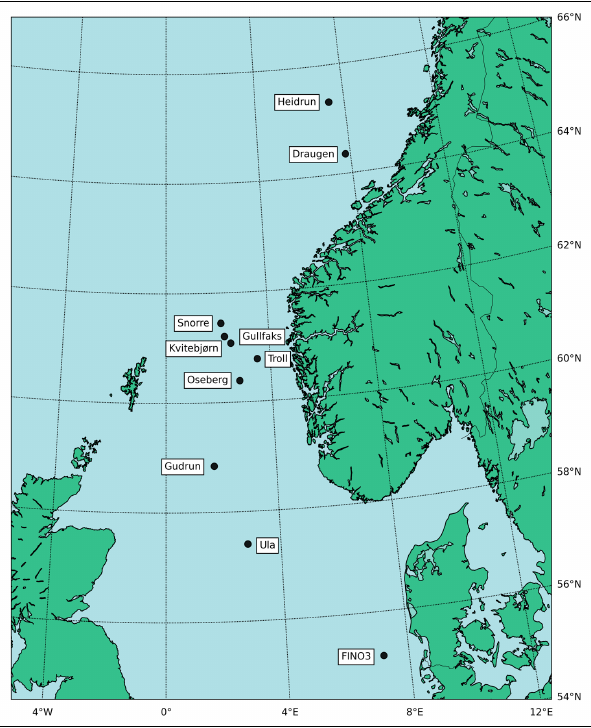 66°N
Heidrun
64°N
Draugen
62°N
Snorre
Gullfaks
Kvitebjørn
Troll
60°N
Oseberg
Gudrun
58°N
Ula
56°N
FINO3
54°N
4°W 0° 4°E 8°E 12°E